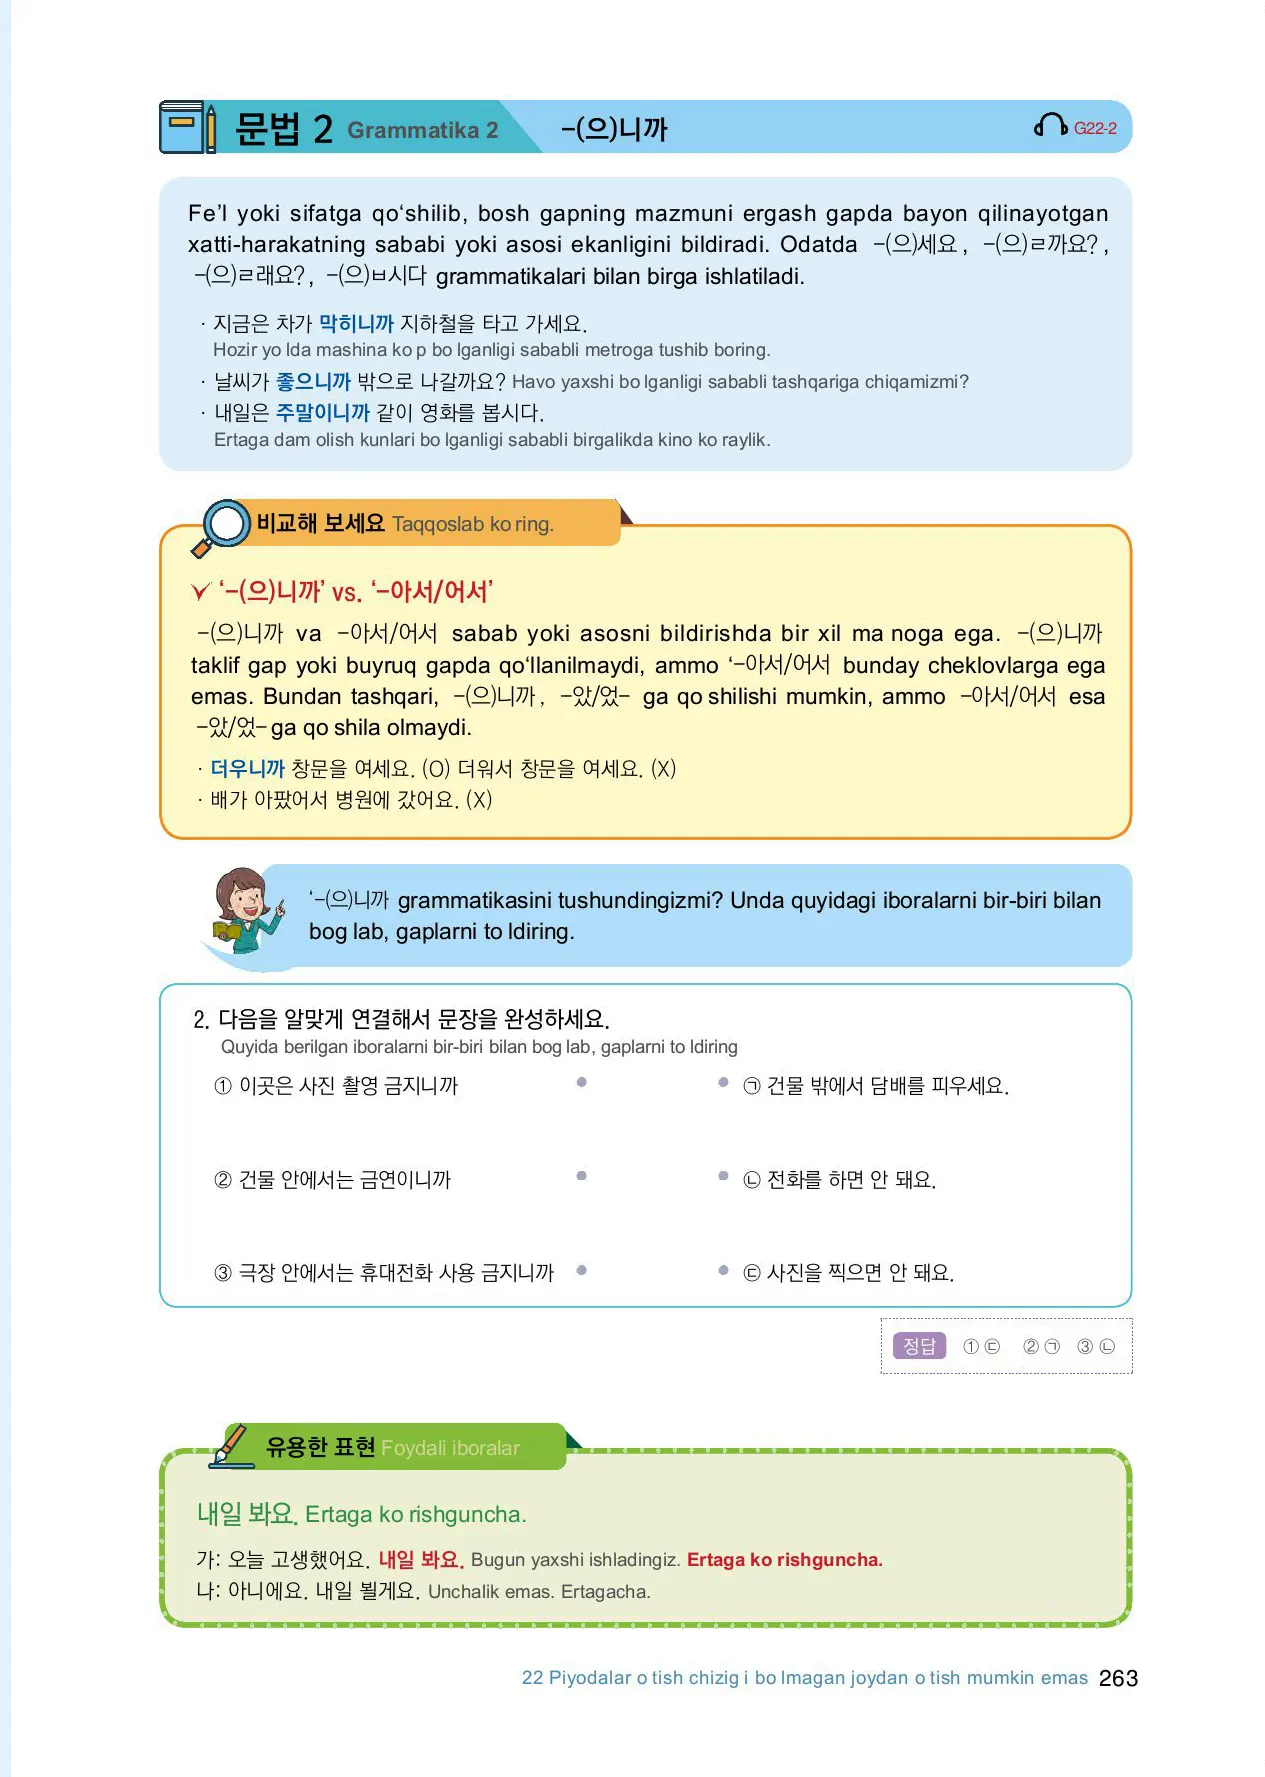 문법 2 Grammatika 2 -(으)니까 G22-2
Fe’l yoki sifatga qo‘shilib, bosh gapning mazmuni ergash gapda bayon qilinayotgan
xatti-harakatning sababi yoki asosi ekanligini bildiradi. Odatda -(으)세요, -(으)ㄹ까요?,
-(으)ㄹ래요?, -(으)ㅂ시다 grammatikalari bilan birga ishlatiladi.
· 지금은 차가 막히니까 지하철을 타고 가세요.
Hozir yo lda mashina ko p bo lganligi sababli metroga tushib boring.
· 날씨가 좋으니까 밖으로 나갈까요? Havo yaxshi bo lganligi sababli tashqariga chiqamizmi?
· 내일은 주말이니까 같이 영화를 봅시다.
Ertaga dam olish kunlari bo lganligi sababli birgalikda kino ko raylik.
비교해 보세요 Taqqoslab ko ring.
‘-(으)니까’ vs. ‘-아서/어서’
-(으)니까 va -아서/어서 sabab yoki asosni bildirishda bir xil ma noga ega. -(으)니까
taklif gap yoki buyruq gapda qo‘llanilmaydi, ammo ‘-아서/어서 bunday cheklovlarga ega
emas. Bundan tashqari, -(으)니까, -았/었- ga qo shilishi mumkin, ammo -아서/어서 esa
-았/었- ga qo shila olmaydi.
· 더우니까 창문을 여세요. (O) 더워서 창문을 여세요. (X)
· 배가 아팠어서 병원에 갔어요. (X)
‘-(으)니까 grammatikasini tushundingizmi? Unda quyidagi iboralarni bir-biri bilan
bog lab, gaplarni to ldiring.
2. 다음을 알맞게 연결해서 문장을 완성하세요.
Quyida berilgan iboralarni bir-biri bilan bog lab, gaplarni to ldiring
① 이곳은 사진 촬영 금지니까 ㉠ 건물 밖에서 담배를 피우세요.
② 건물 안에서는 금연이니까 ㉡ 전화를 하면 안 돼요.
③ 극장 안에서는 휴대전화 사용 금지니까 ㉢ 사진을 찍으면 안 돼요.
정답 ① ㉢ ② ㉠ ③ ㉡
유용한 표현 Foydali iboralar
내일 봐요. Ertaga ko rishguncha.
가: 오늘 고생했어요. 내일 봐요. Bugun yaxshi ishladingiz. Ertaga ko rishguncha.
나: 아니에요. 내일 뵐게요. Unchalik emas. Ertagacha.
22 Piyodalar o tish chizig i bo lmagan joydan o tish mumkin emas 263